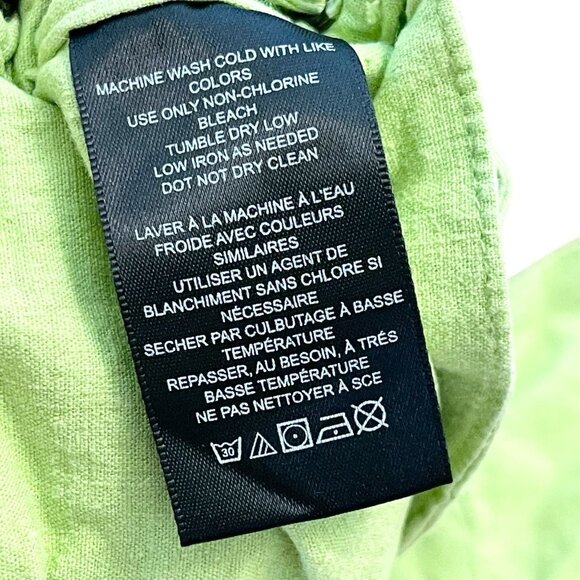 MACHINE WASH COLD WITH LIKE
COLORS
USE ONLY NON-CHLORINE
BLEACH
TUMBLE DRY LOW
LOW IRON AS NEEDED
DOT NOT DRY CLEAN
LAVER À LA MACHINE À L'EAU
FROIDE AVEC COULEURS
SIMILAIRES
UTILISER UN AGENT DE
BLANCHIMENT SANS CHLORE SI
NÉCESSAIRE
SECHER PAR CULBUTAGE À BASSE
TEMPÉRATURE
REPASSER, AU BESOIN, À TRÉS
BASSE TEMPÉRATURE
NE PAS NETTOYER À SCE
30